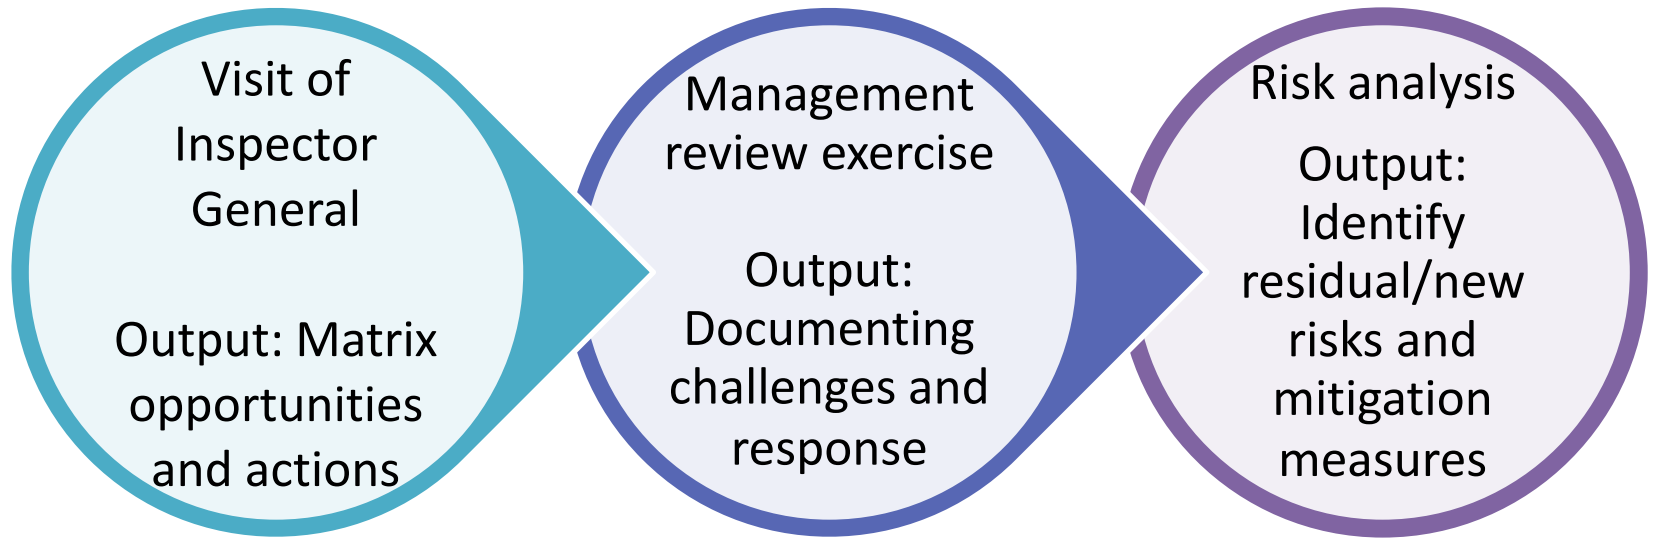 Visit of
Inspector
General
Output: Matrix
opportunities
and actions
Management
review exercise
Output:
Documenting
challenges and
response
Risk analysis
Output:
Identify
residual/new
risks and
mitigation
measures